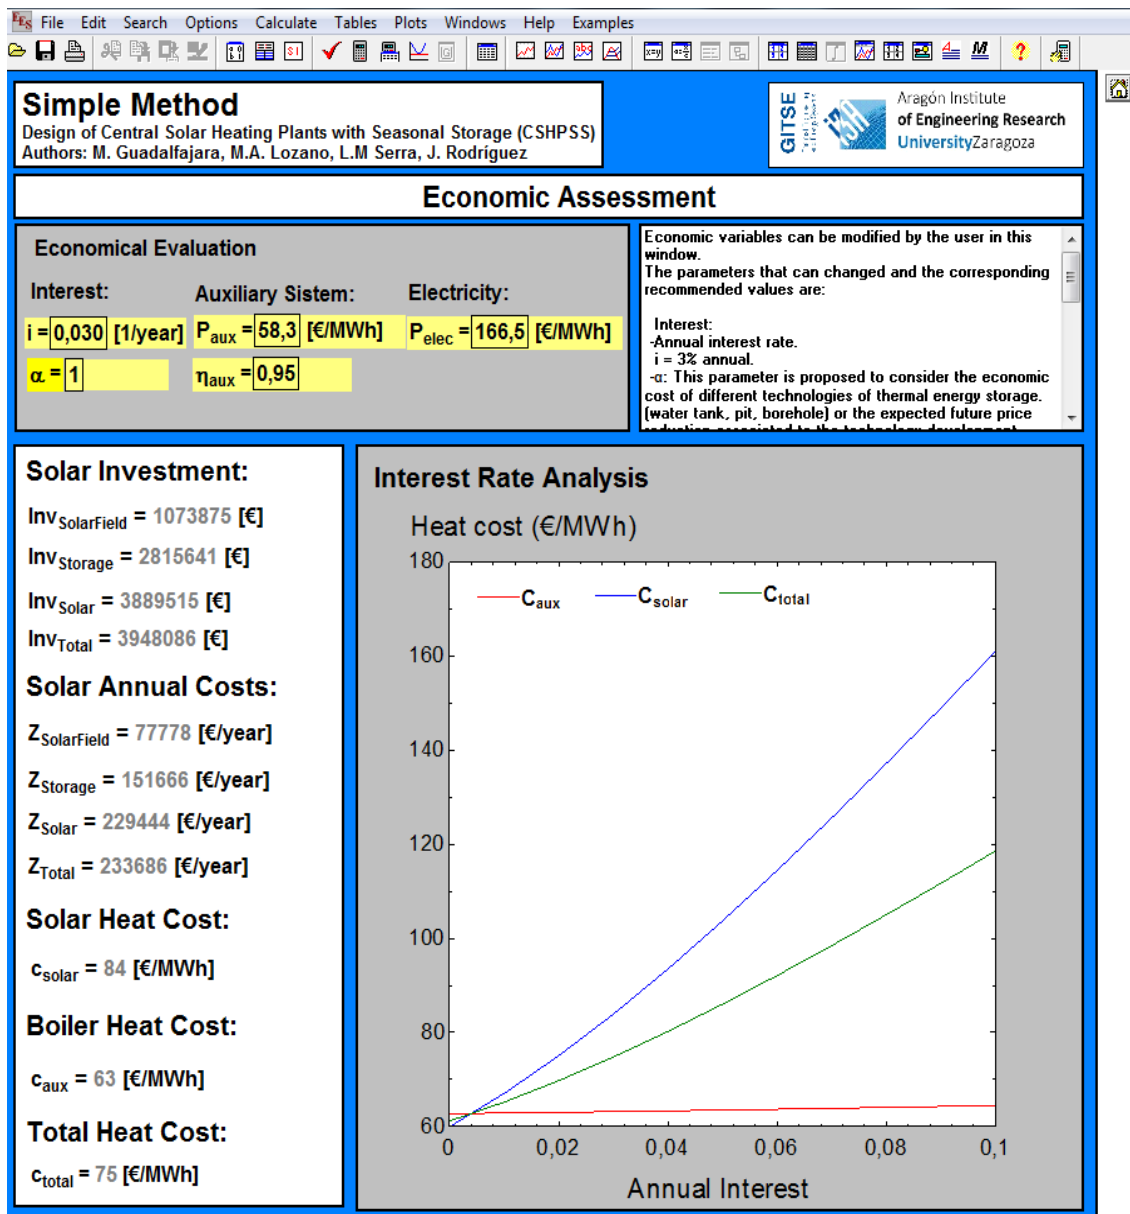 EES File Edit Search Options Calculate Tables Plots Windows Help Examples
Simple Method
Design of Central Solar Heating Plants with Seasonal Storage (CSHPSS)
Authors: M. Guadalfajara, M.A. Lozano, L.M Serra, J. Rodríguez
GITSE
Aragón Institute
of Engineering Research
UniversityZaragoza
Economic Assessment
Economical Evaluation
Interest: Auxiliary Sistem: Electricity:
i = 0,030 [1/year] Paux = 58,3 [€/MWh] Pelec = 166,5 [€/MWh]
α = 1 ηaux = 0,95
Economic variables can be modified by the user in this
window.
The parameters that can changed and the corresponding
recommended values are:
Interest:
-Annual interest rate.
i = 3% annual.
-α: This parameter is proposed to consider the economic
cost of different technologies of thermal energy storage.
(water tank, pit, borehole) or the expected future price
reduction associated to the technology development
Solar Investment:
InvSolarField = 1073875 [€]
InvStorage = 2815641 [€]
InvSolar = 3889515 [€]
InvTotal = 3948086 [€]
Solar Annual Costs:
ZSolarField = 77778 [€/year]
ZStorage = 151666 [€/year]
ZSolar = 229444 [€/year]
ZTotal = 233686 [€/year]
Solar Heat Cost:
csolar = 84 [€/MWh]
Boiler Heat Cost:
caux = 63 [€/MWh]
Total Heat Cost:
ctotal = 75 [€/MWh]
Interest Rate Analysis
Heat cost (€/MWh)
180
Caux Csolar Ctotal
160
140
120
100
80
60
0 0,02 0,04 0,06 0,08 0,1
Annual Interest